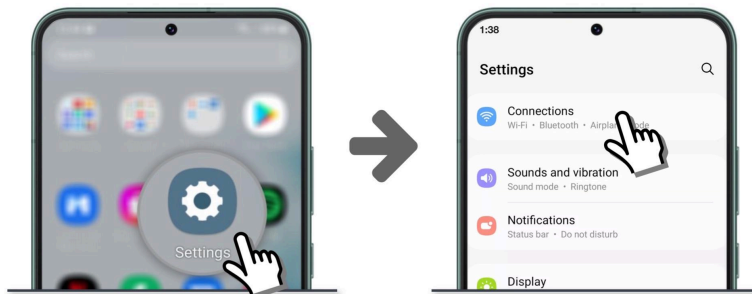 Settings
1:38
Settings
Connections
Wi-Fi • Bluetooth •
Sounds and vibration
Sound mode • Ringtone
Notifications
Status bar • Do not disturb
Display